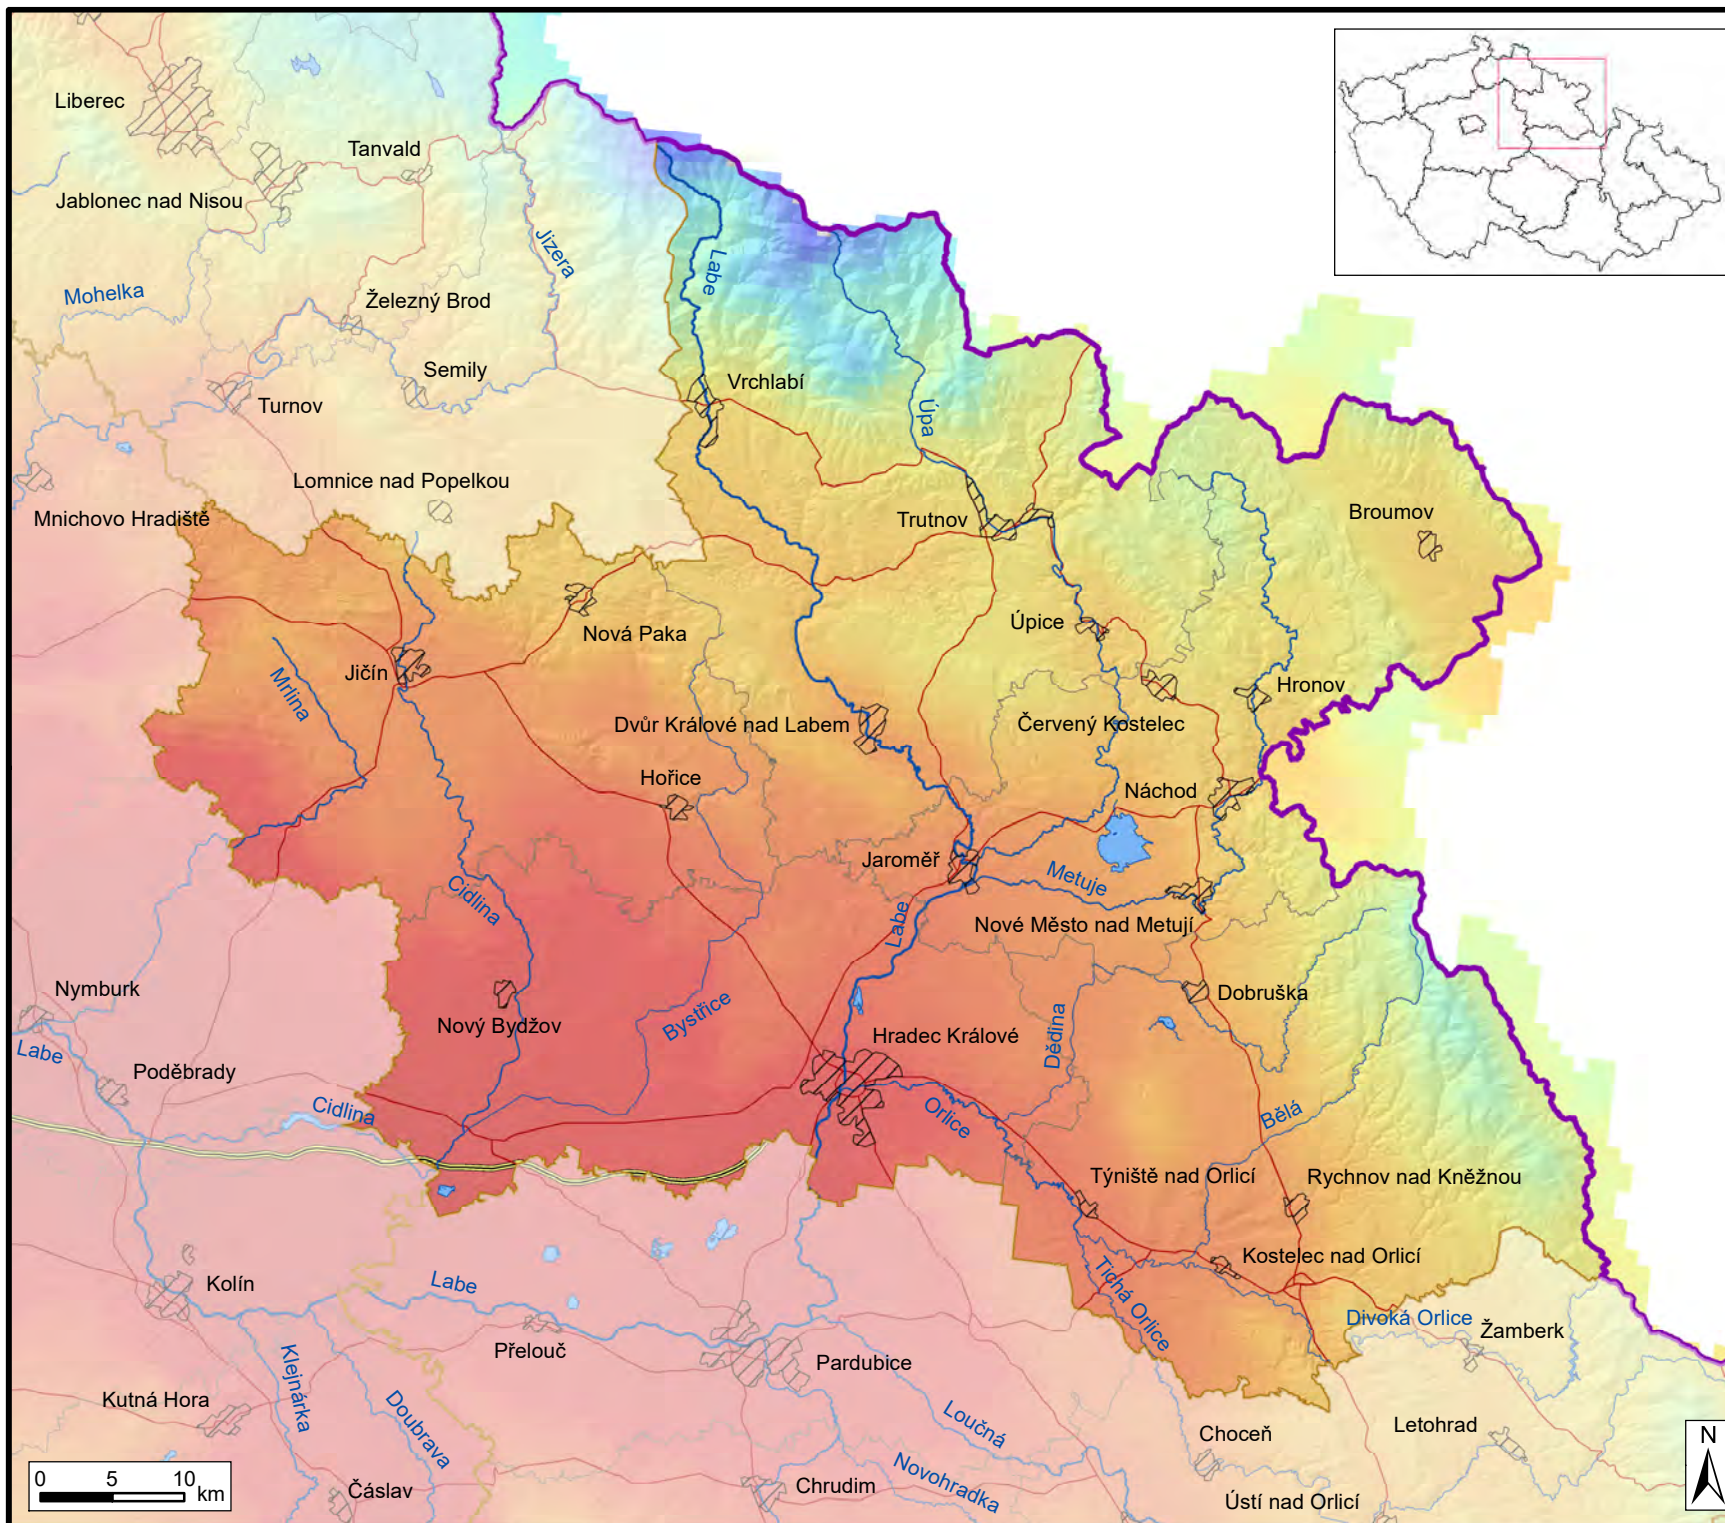 Liberec
Tanvald
Jablonec nad Nisou
Jizera
Labe
Mohelka
Železný Brod
Semily
Vrchlabí
Turnov
Úpa
Lomnice nad Popelkou
Mnichovo Hradiště
Trutnov
Broumov
Úpice
Nová Paka
Jičín
Mrlina
Hronov
Dvůr Králové nad Labem
Červený Kostelec
Hořice
Náchod
Jaroměř
Metuje
Cidlina
Labe
Nové Město nad Metují
Nymburk
Dobruška
Nový Bydžov
Bystřice
Hradec Králové
Dědina
Labe
Poděbrady
Cidlina
Orlice
Bělá
Týniště nad Orlicí
Rychnov nad Kněžnou
Kostelec nad Orlicí
Kolín
Labe
Tichá Orlice
Divoká Orlice
Žamberk
Přelouč
Pardubice
Klejnárka
Kutná Hora
Doubrava
Loučná
Choceň
Letohrad
N
0 5 10
km
Čáslav
Chrudim
Novohradka
Ústí nad Orlicí